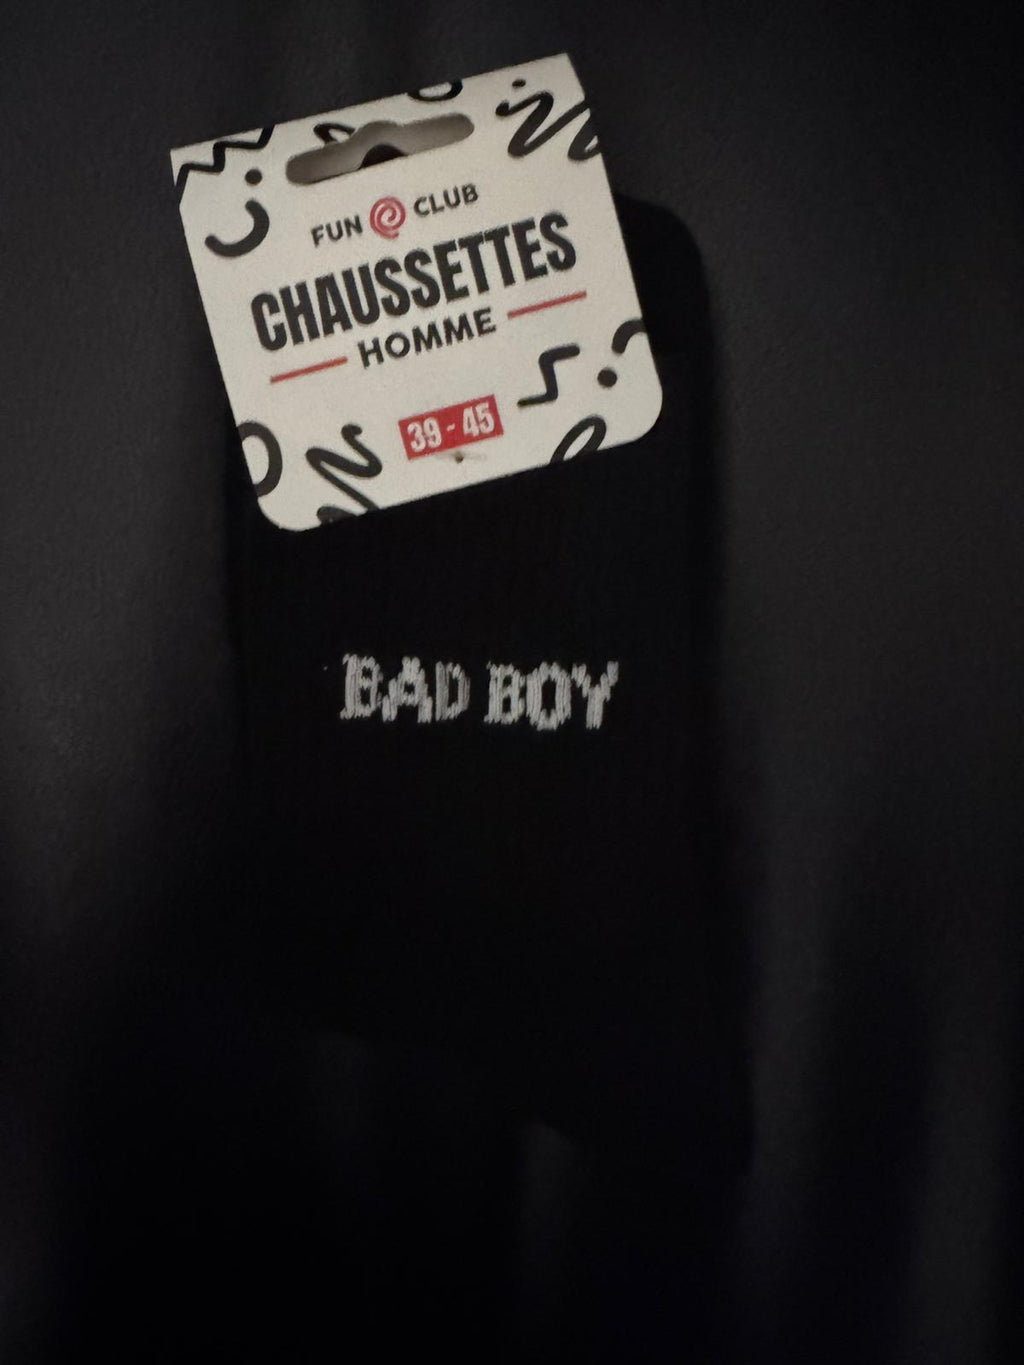 FUN CLUB
CHAUSSETTES
HOMME
39 - 45
BAD BOY